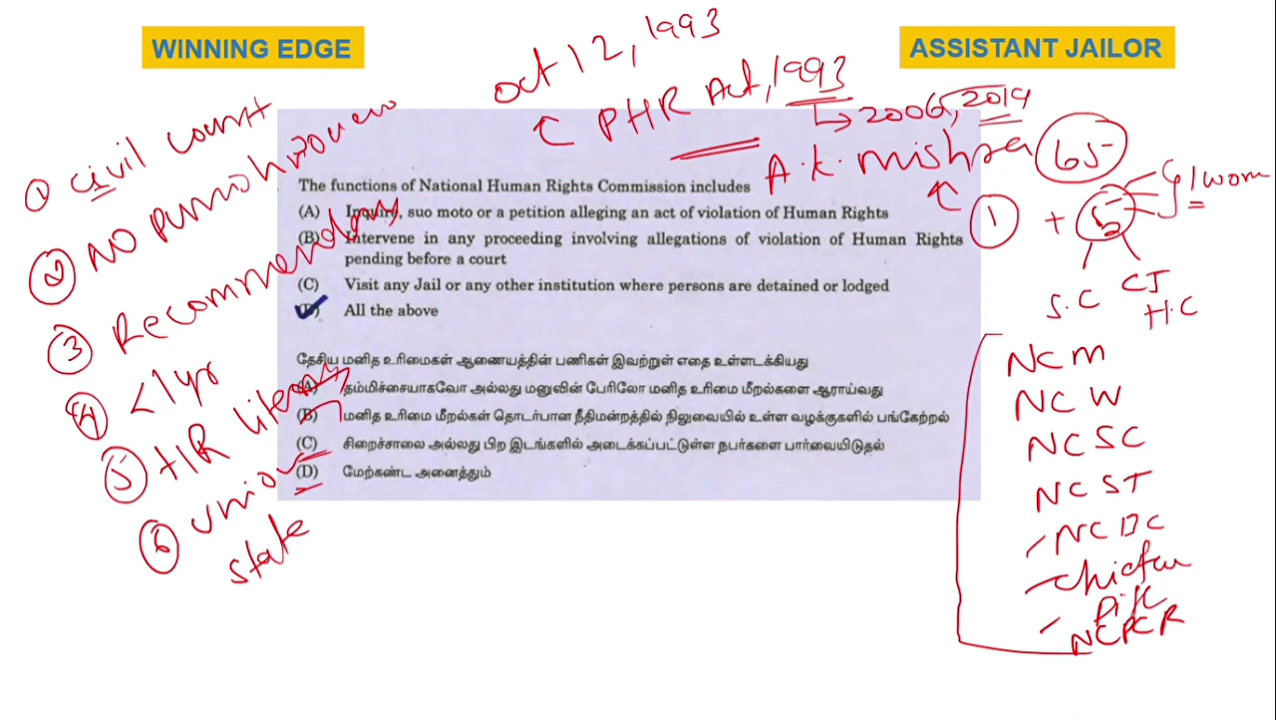 WINNING EDGE
ASSISTANT JAILOR
oct 12, 1993
PHR Act, 1993
2006, 2019
A.K. mishra
65
1 + 5
S.C
CJ
H.C
NCM
NCW
NCSC
NCST
NCBC
NCPCR
① civil court
② NO punish power
③ Recommendary
④ <1yr
⑤ HR literacy
⑥ union
state
The functions of National Human Rights Commission includes
(A) Inquire, suo moto or a petition alleging an act of violation of Human Rights
(B) Intervene in any proceeding involving allegations of violation of Human Rights
pending before a court
(C) Visit any Jail or any other institution where persons are detained or lodged
(D) All the above
தேசிய மனித உரிமைகள் ஆணையத்தின் பணிகள் இவற்றுள் எதை உள்ளடக்கியது
(A) தம்மிச்சையாகவோ அல்லது மனுவின் பேரிலோ மனித உரிமை மீறல்களை ஆராய்வது
(B) மனித உரிமை மீறல்கள் தொடர்பான நீதிமன்றத்தில் நிலுவையில் உள்ள வழக்குகளில் பங்கேற்றல்
(C) சிறைச்சாலை அல்லது பிற இடங்களில் அடைக்கப்பட்டுள்ள நபர்களை பார்வையிடுதல்
(D) மேற்கண்ட அனைத்தும்